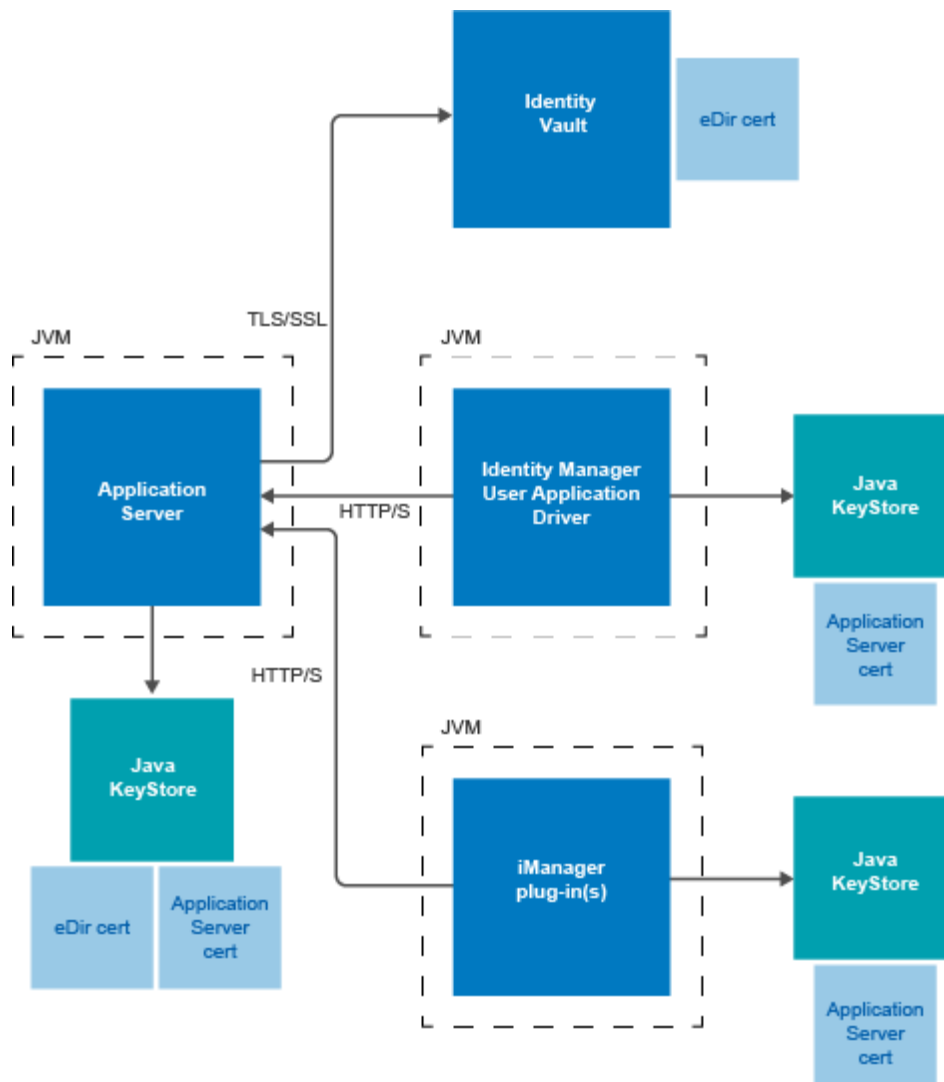 Identity
Vault
eDir cert
TLS/SSL
JVM
JVM
Application
Server
Identity Manager
User Application
Driver
HTTP/S
Java
KeyStore
Application
Server
cert
HTTP/S
Java
KeyStore
eDir cert
Application
Server
cert
JVM
iManager
plug-in(s)
Java
KeyStore
Application
Server
cert